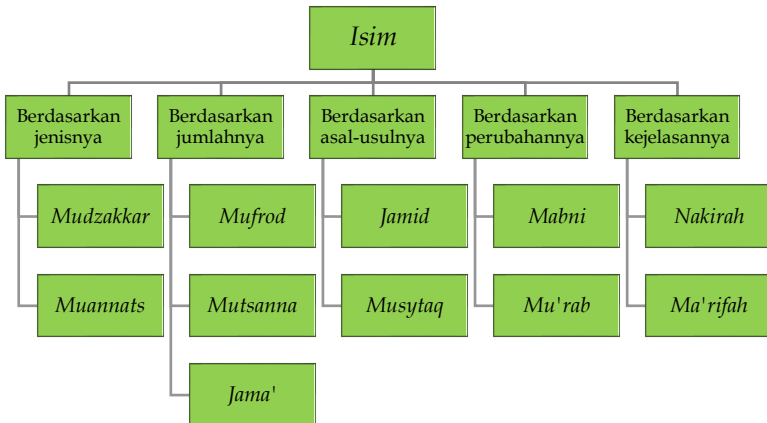 Isim
Berdasarkan
jenisnya
Berdasarkan
jumlahnya
Berdasarkan
asal-usulnya
Berdasarkan
perubahannya
Berdasarkan
kejelasannya
Mudzakkar
Mufrod
Jamid
Mabni
Nakirah
Muannats
Mutsanna
Musytaq
Mu'rab
Ma'rifah
Jama'